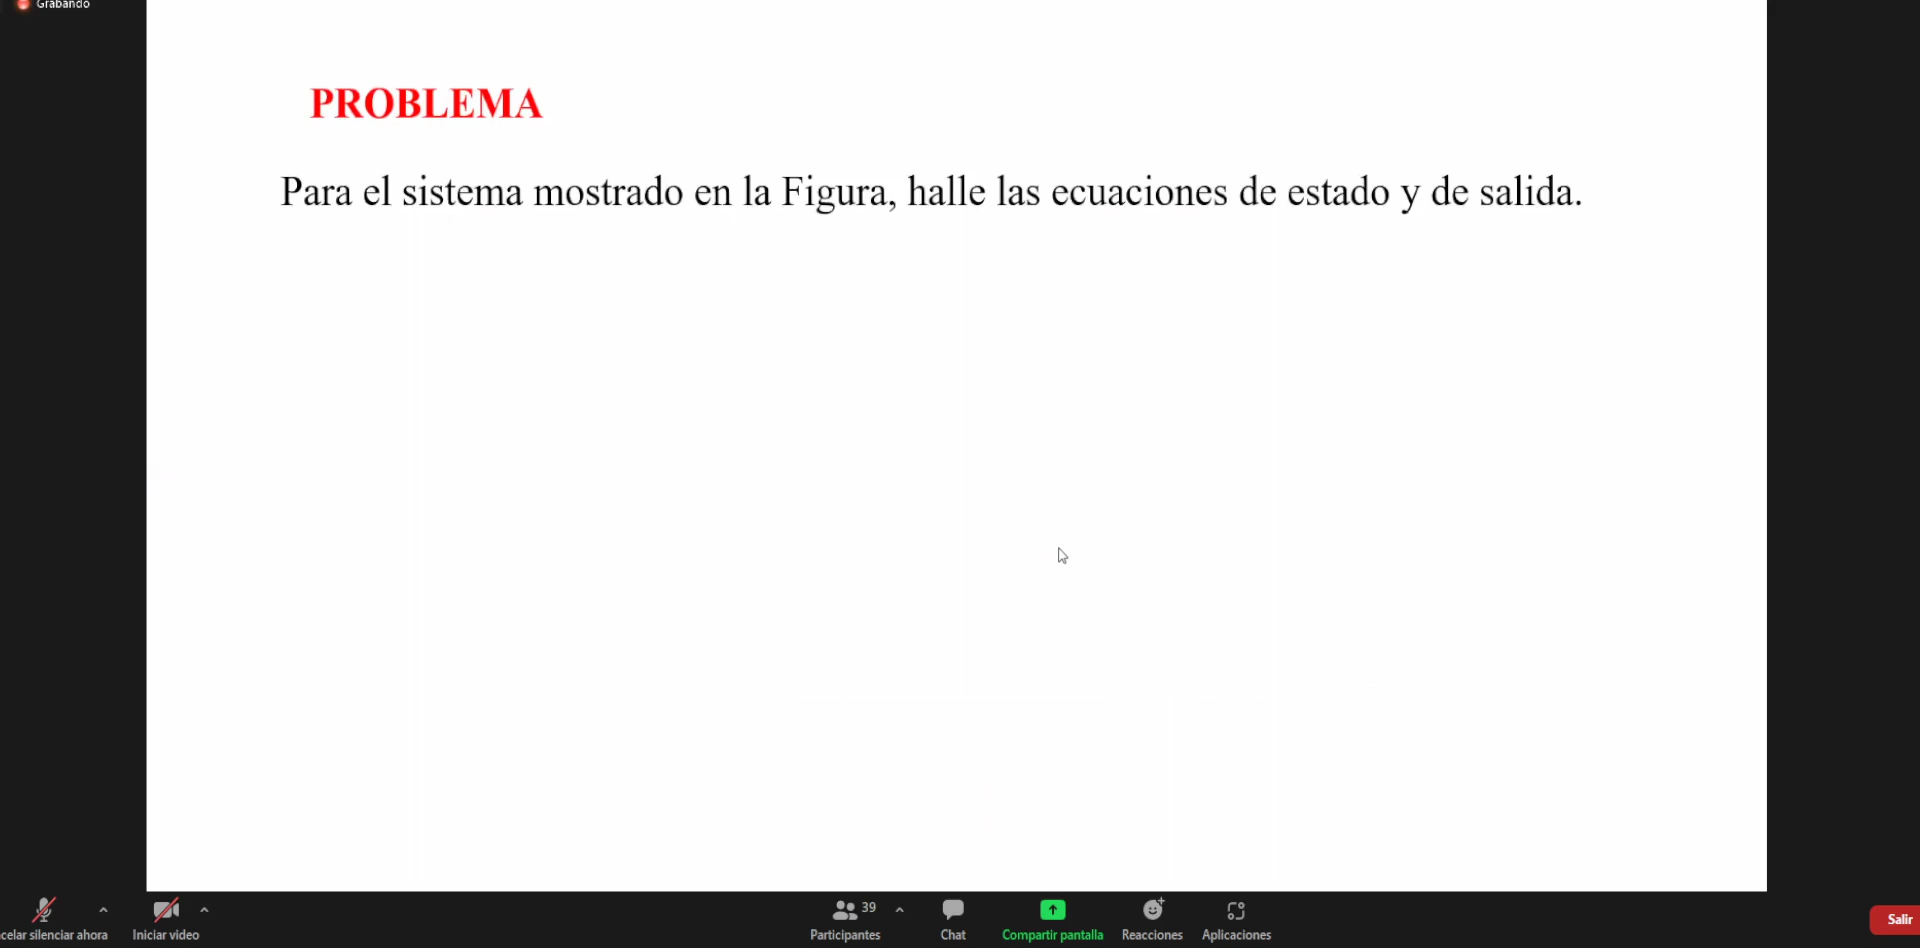 Grabando
PROBLEMA
Para el sistema mostrado en la Figura, halle las ecuaciones de estado y de salida.
39
celar silenciar ahora
Iniciar video
Participantes
Chat
Compartir pantalla
Reacciones
Aplicaciones
Salir